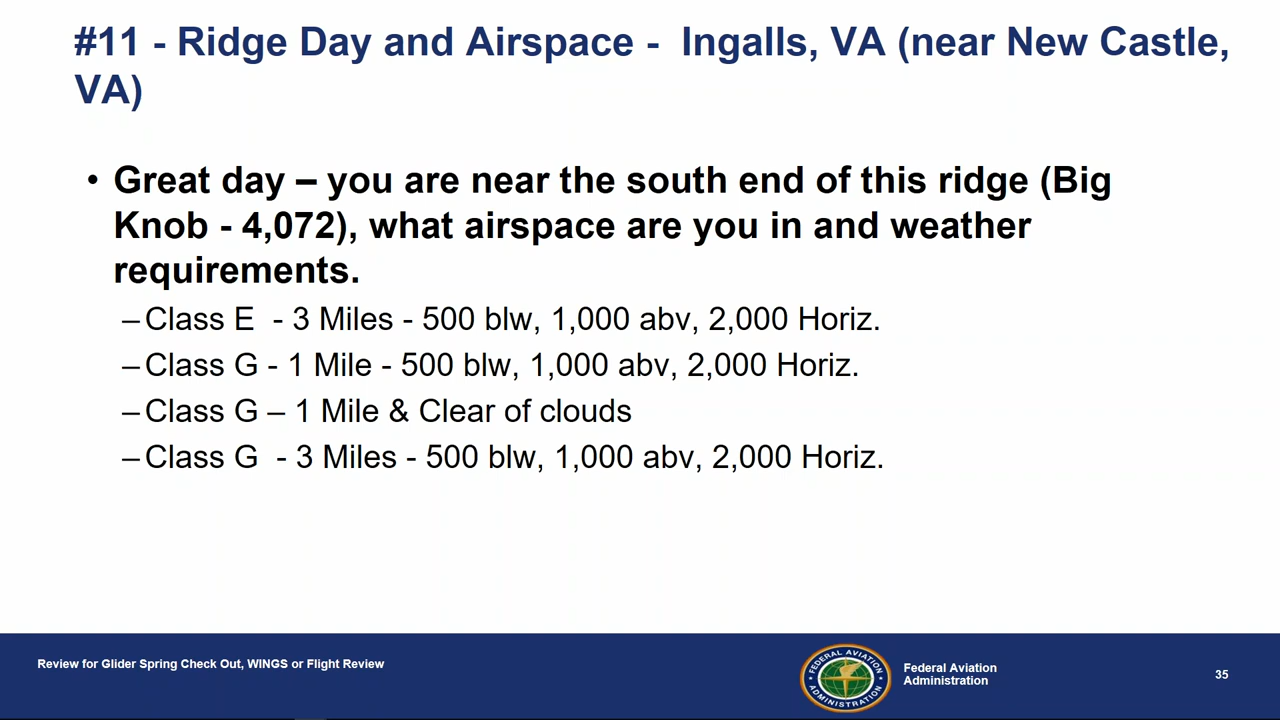 #11 - Ridge Day and Airspace -  Ingalls, VA (near New Castle,
VA)
• Great day – you are near the south end of this ridge (Big
Knob - 4,072), what airspace are you in and weather
requirements.
–Class E  - 3 Miles - 500 blw, 1,000 abv, 2,000 Horiz.
–Class G - 1 Mile - 500 blw, 1,000 abv, 2,000 Horiz.
–Class G – 1 Mile & Clear of clouds
–Class G  - 3 Miles - 500 blw, 1,000 abv, 2,000 Horiz.
Review for Glider Spring Check Out, WINGS or Flight Review
FEDERAL AVIATION
ADMINISTRATION
Federal Aviation
Administration
35